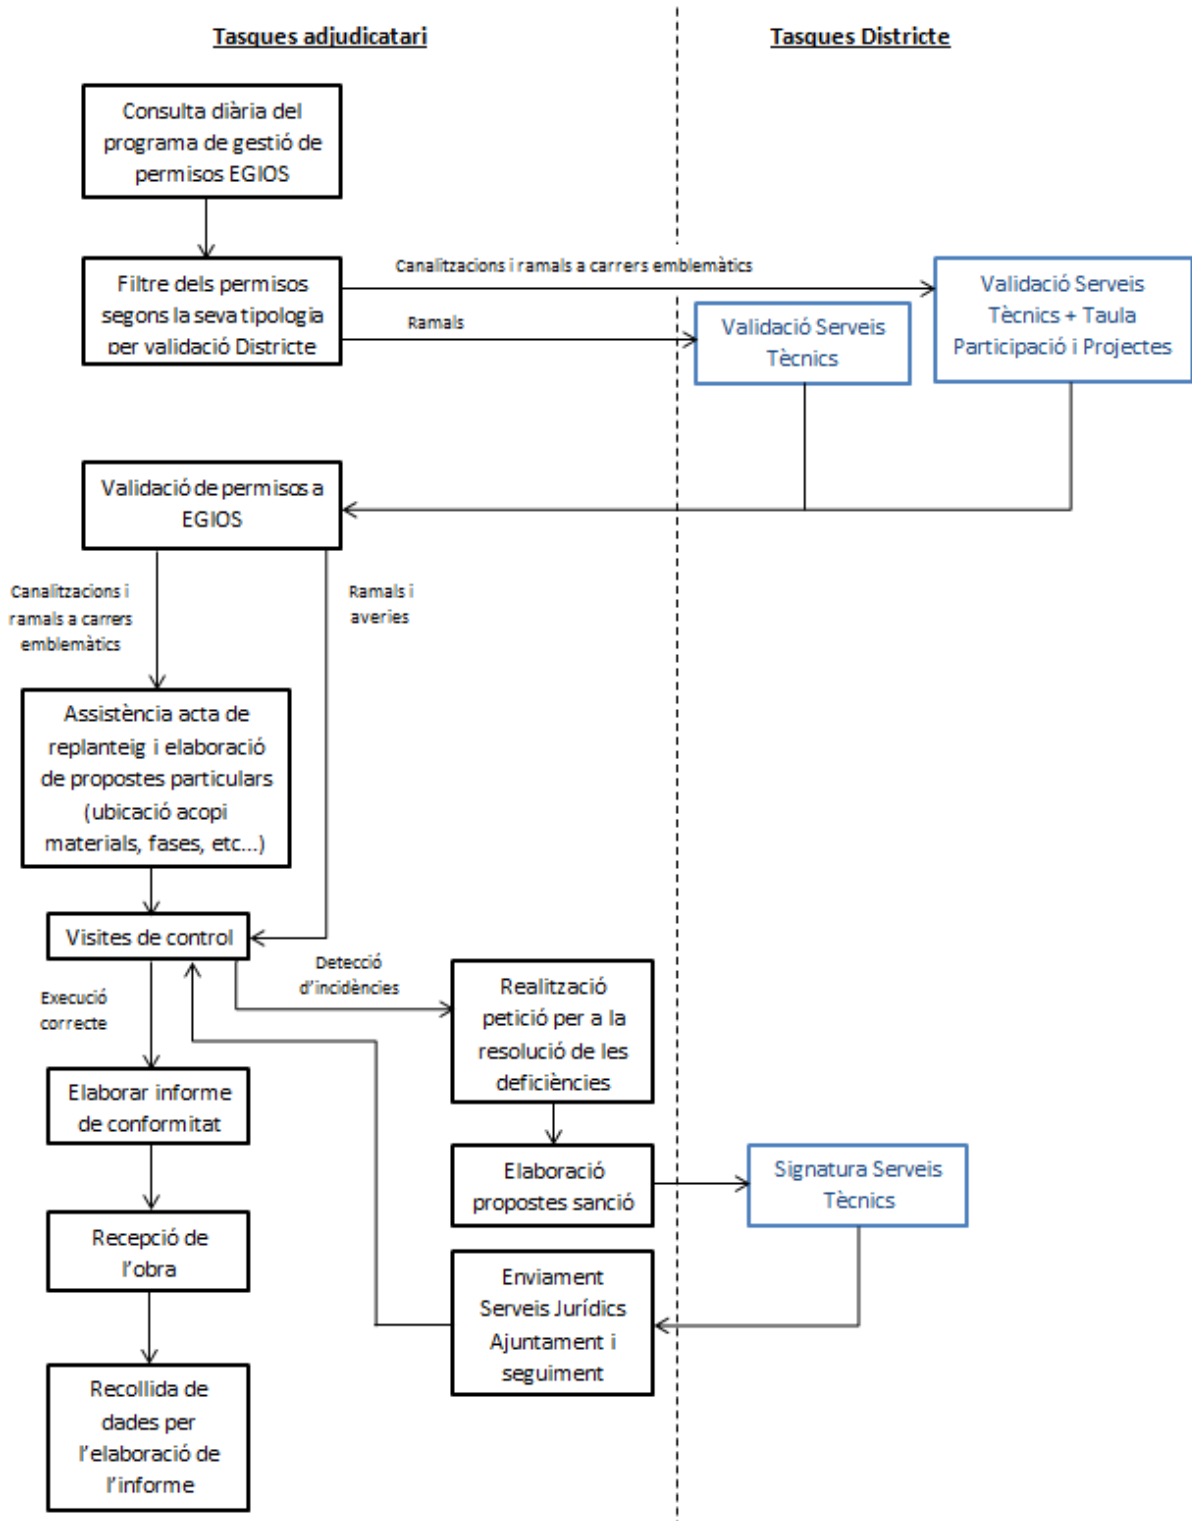 Tasques adjudicatari
Tasques Districte
Consulta diària del
programa de gestió de
permisos EGIOS
Canalitzacions i ramals a carrers emblemàtics
Filtre dels permisos
segons la seva tipologia
per validació Districte
Ramals
Validació Serveis
Tècnics
Validació Serveis
Tècnics + Taula
Participació i Projectes
Validació de permisos a
EGIOS
Canalitzacions i
ramals a carrers
emblemàtics
Ramals i
averies
Assistència acta de
replanteig i elaboració
de propostes particulars
(ubicació acopi
materials, fases, etc...)
Visites de control
Detecció
d'incidències
Execució
correcte
Realització
petició per a la
resolució de les
deficiències
Elaborar informe
de conformitat
Elaboració
propostes sanció
Signatura Serveis
Tècnics
Recepció de
l'obra
Enviament
Serveis Jurídics
Ajuntament i
seguiment
Recollida de
dades per
l'elaboració de
l'informe